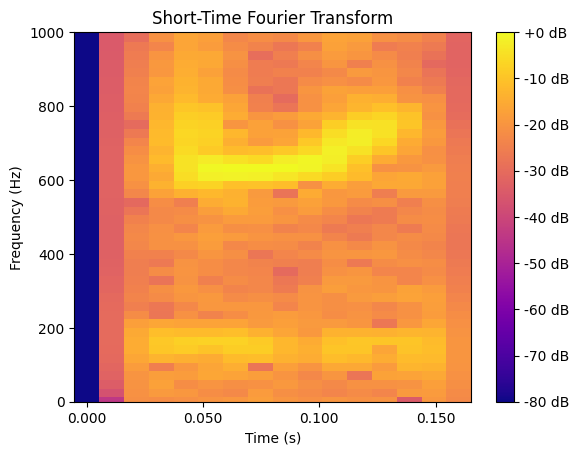 Short-Time Fourier Transform
1000
800
600
400
200
0
Frequency (Hz)
0.000
0.050
0.100
0.150
Time (s)
+0 dB
-10 dB
-20 dB
-30 dB
-40 dB
-50 dB
-60 dB
-70 dB
-80 dB